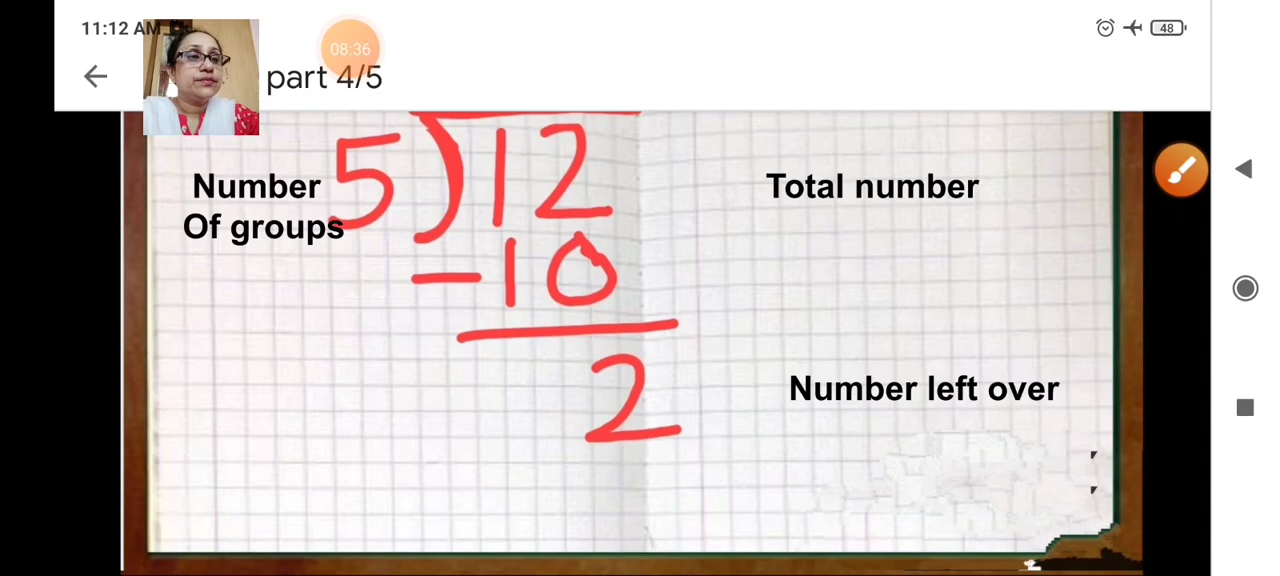 11:12 AM
08:36
48
part 4/5
5)12
-10
2
Number
Of groups
Total number
Number left over